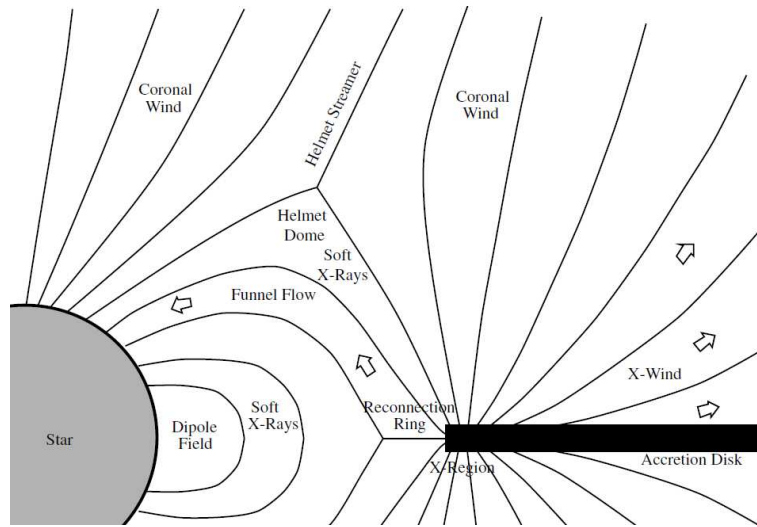 Coronal
Wind
Helmet Streamer
Coronal
Wind
Helmet
Dome
Soft
X-Rays
Funnel Flow
X-Wind
Reconnection
Ring
Soft
X-Rays
Dipole
Field
Star
X-Region
Accretion Disk